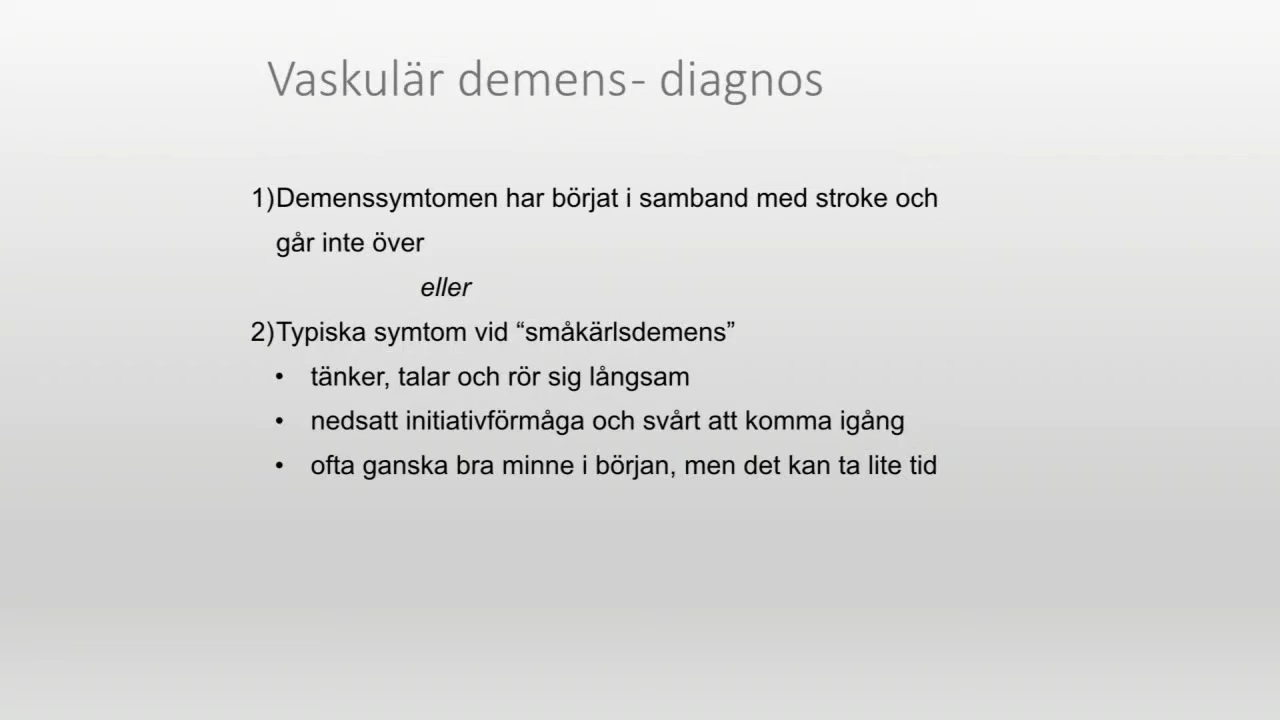 Vaskulär demens- diagnos
1)Demenssymtomen har börjat i samband med stroke och
går inte över
eller
2)Typiska symtom vid “småkärlsdemens”
• tänker, talar och rör sig långsam
• nedsatt initiativförmåga och svårt att komma igång
• ofta ganska bra minne i början, men det kan ta lite tid